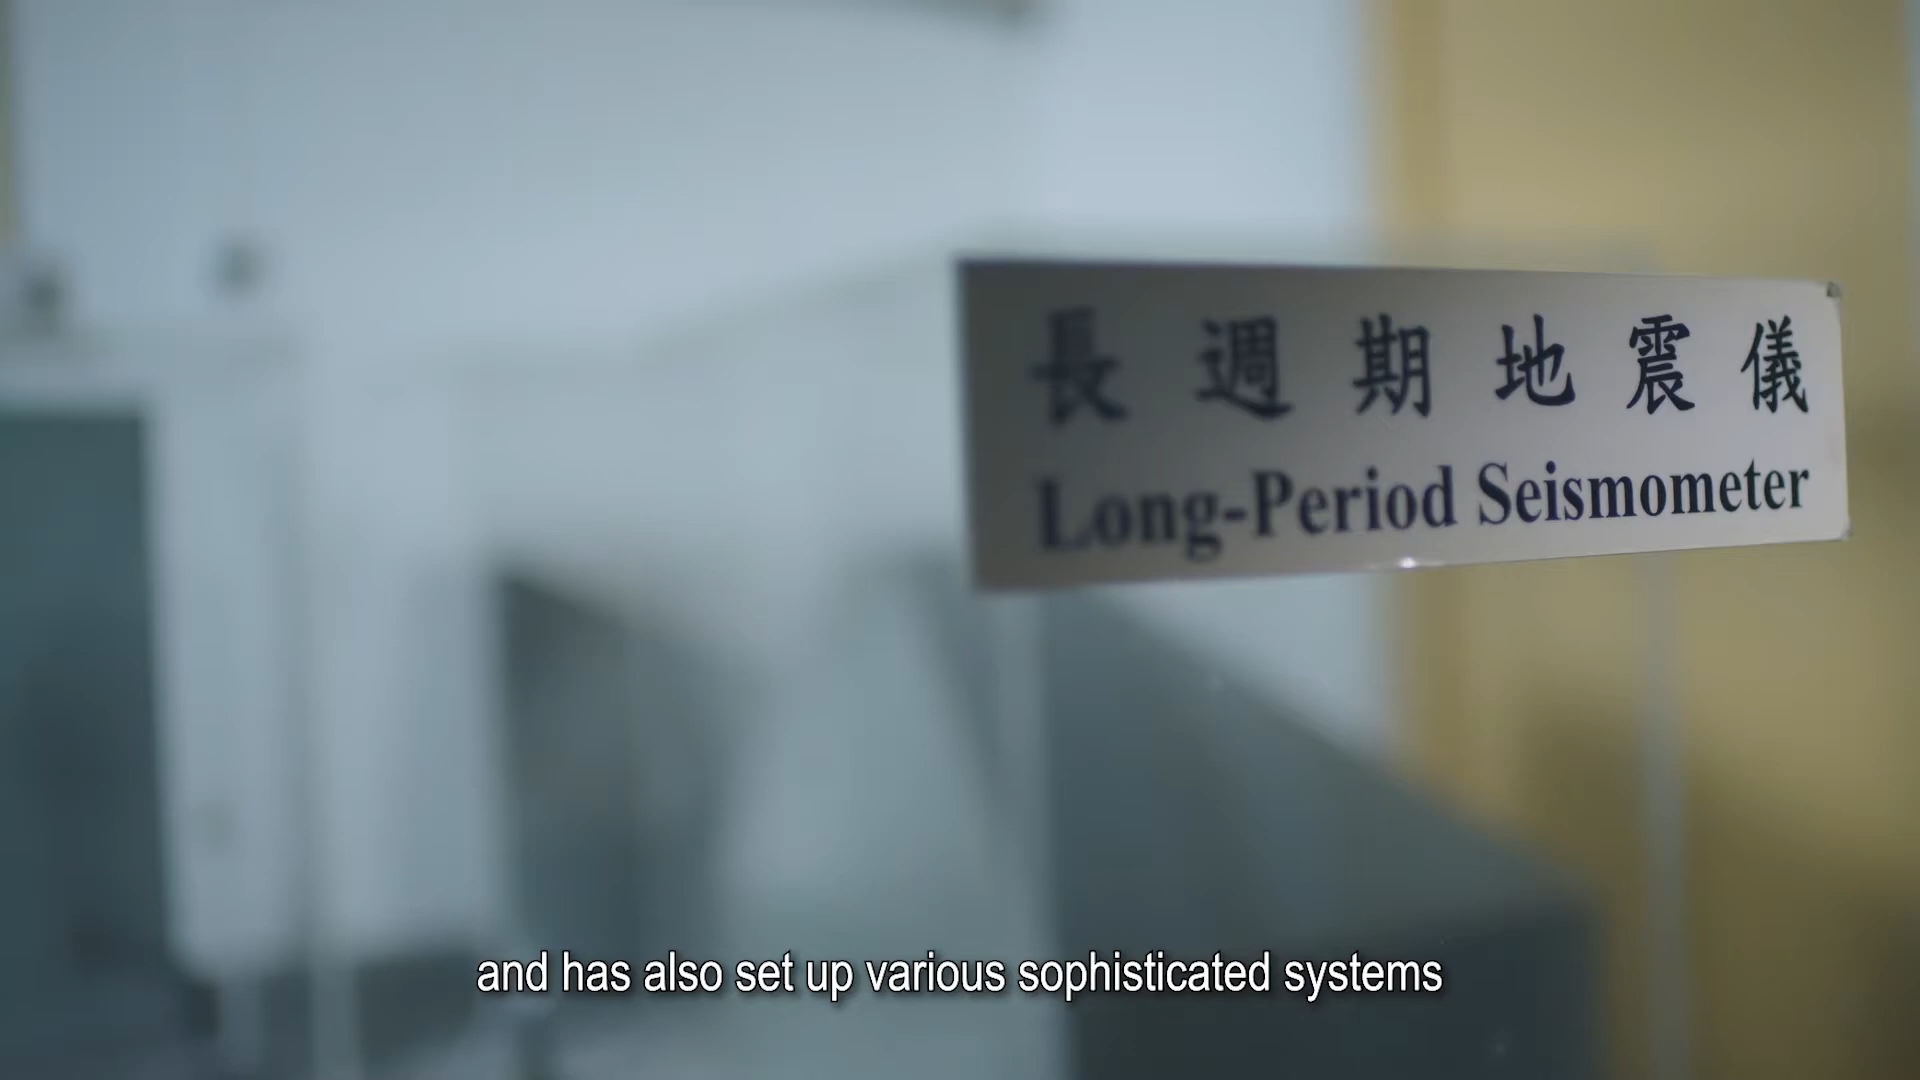 長週期地震儀
Long-Period Seismometer
and has also set up various sophisticated systems